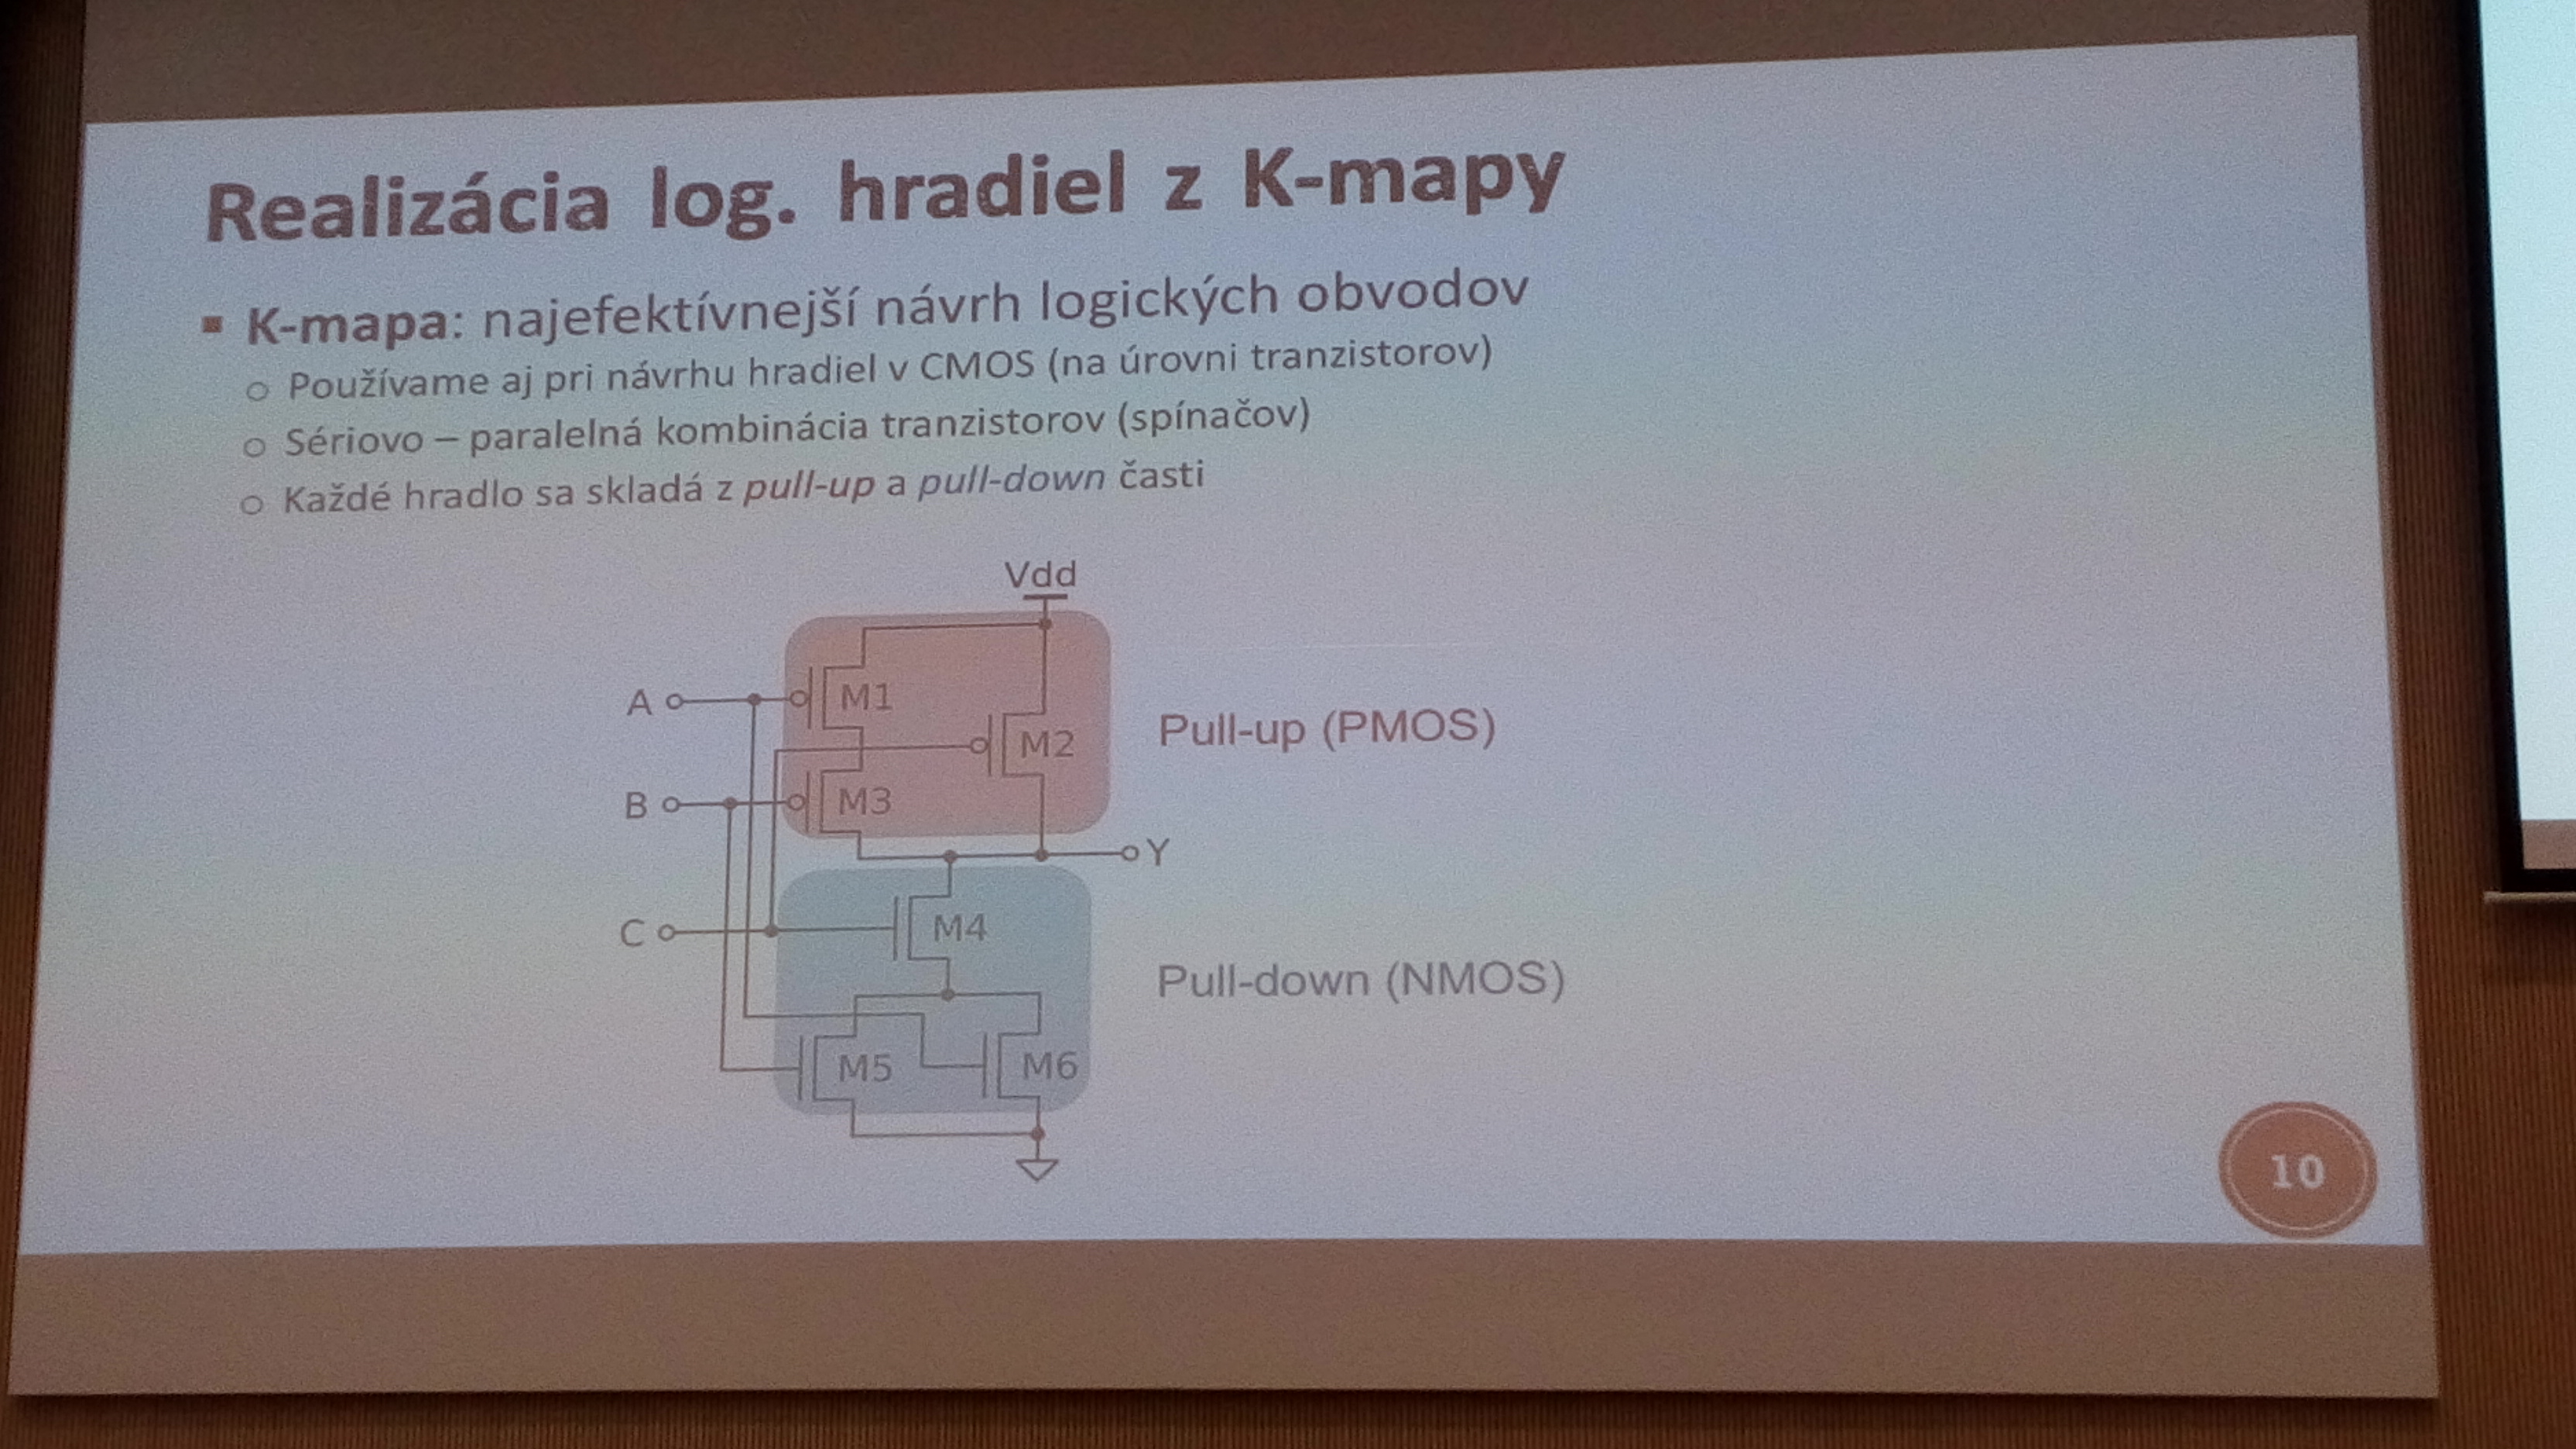 Realizácia log. hradiel z K-mapy
▪ K-mapa: najefektívnejší návrh logických obvodov
o Používame aj pri návrhu hradiel v CMOS (na úrovni tranzistorov)
o Sériovo – paralelná kombinácia tranzistorov (spínačov)
o Každé hradlo sa skladá z pull-up a pull-down časti
Vdd
A
M1
M2
Pull-up (PMOS)
B
M3
Y
C
M4
Pull-down (NMOS)
M5
M6
10